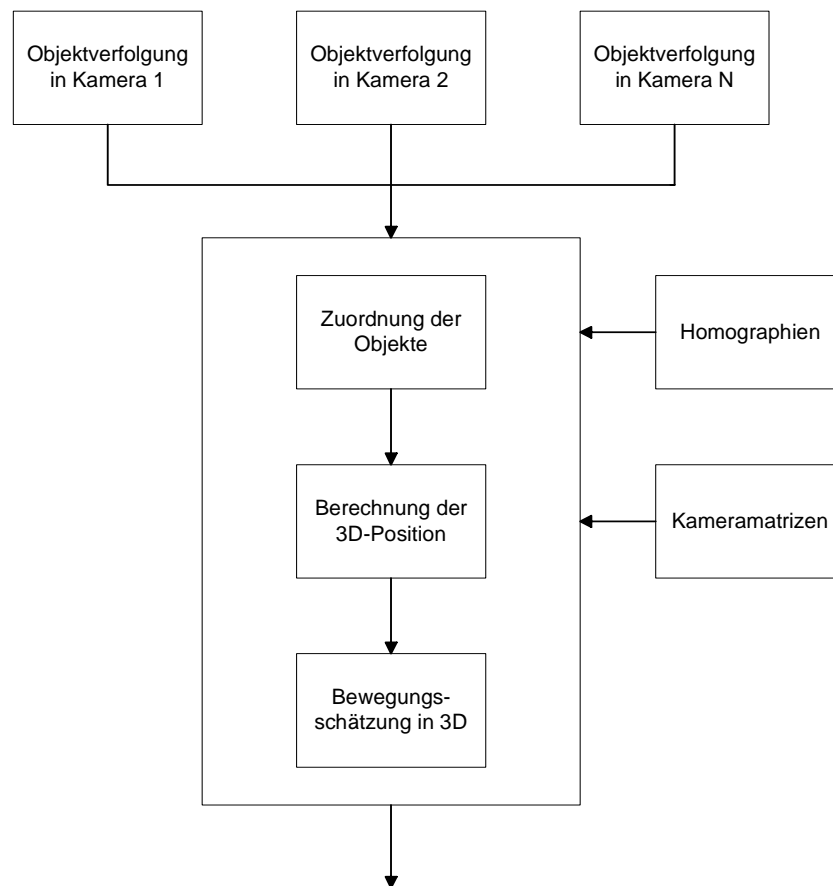 Objektverfolgung
in Kamera 1
Objektverfolgung
in Kamera 2
Objektverfolgung
in Kamera N
Zuordnung der
Objekte
Homographien
Berechnung der
3D-Position
Kameramatrizen
Bewegungs-
schätzung in 3D